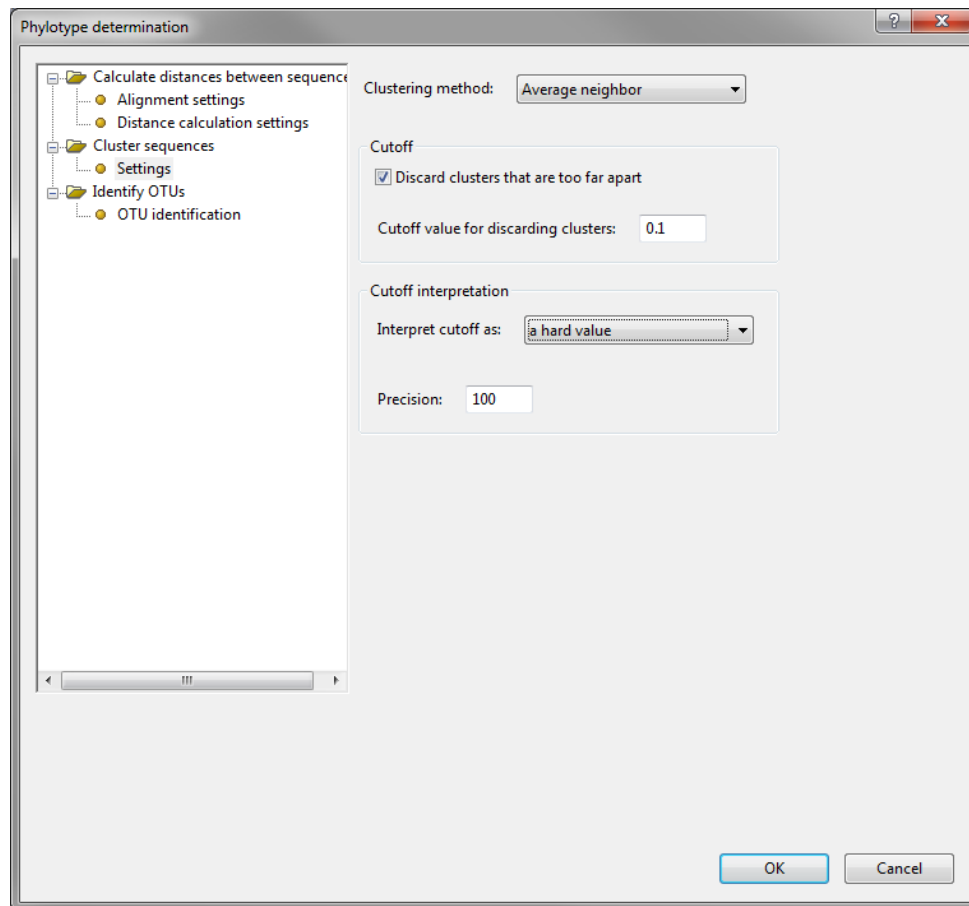 Phylotype determination
Calculate distances between sequence
Alignment settings
Distance calculation settings
Cluster sequences
Settings
Identify OTUs
OTU identification
Clustering method: Average neighbor
Cutoff
Discard clusters that are too far apart
Cutoff value for discarding clusters: 0.1
Cutoff interpretation
Interpret cutoff as: a hard value
Precision: 100
OK Cancel